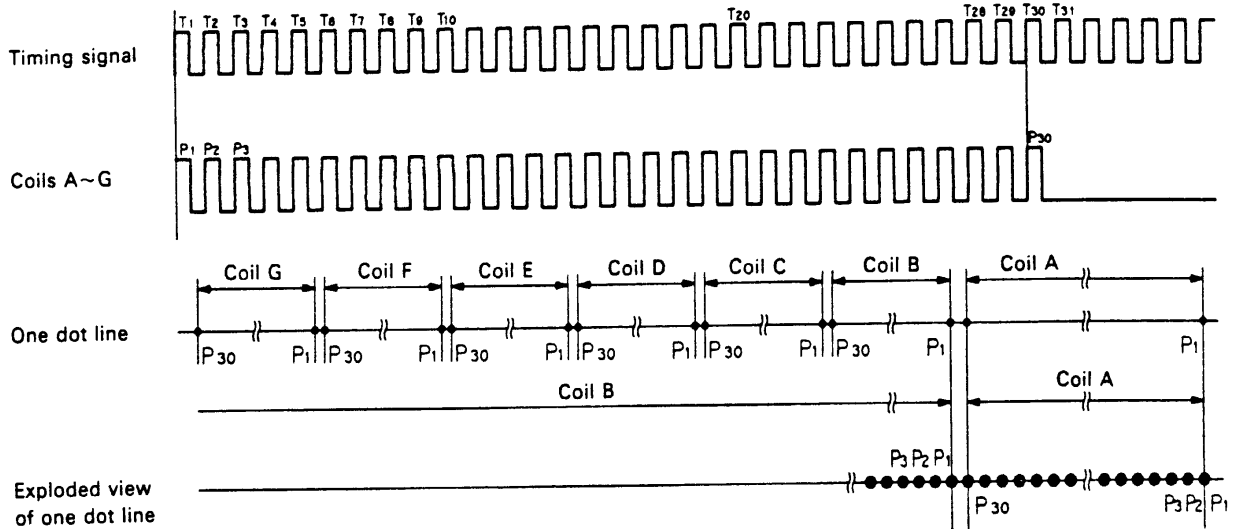 T1 T2 T3 T4 T5 T6 T7 T8 T9 T10 T20 T28 T29 T30 T31
Timing signal
P1 P2 P3 P30
Coils A~G
Coil G Coil F Coil E Coil D Coil C Coil B Coil A
One dot line
P30 P1 P30 P1 P30 P1 P30 P1 P30 P1 P30 P1 P1
Coil B Coil A
P3 P2 P1
Exploded view
P30 P3 P2 P1
of one dot line